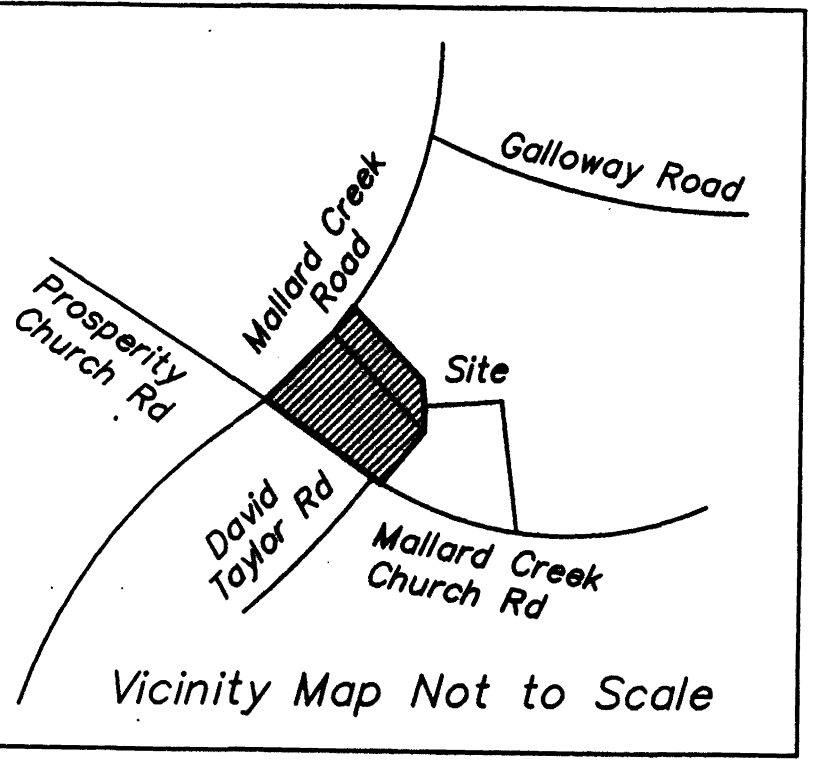 Galloway Road
Mallard Creek
Road
Prosperity
Church Rd
Site
David
Taylor Rd
Mallard Creek
Church Rd
Vicinity Map Not to Scale